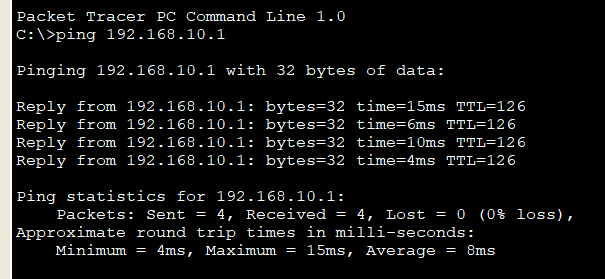 Packet Tracer PC Command Line 1.0
C:\>ping 192.168.10.1
Pinging 192.168.10.1 with 32 bytes of data:
Reply from 192.168.10.1: bytes=32 time=15ms TTL=126
Reply from 192.168.10.1: bytes=32 time=6ms TTL=126
Reply from 192.168.10.1: bytes=32 time=10ms TTL=126
Reply from 192.168.10.1: bytes=32 time=4ms TTL=126
Ping statistics for 192.168.10.1:
    Packets: Sent = 4, Received = 4, Lost = 0 (0% loss),
Approximate round trip times in milli-seconds:
    Minimum = 4ms, Maximum = 15ms, Average = 8ms